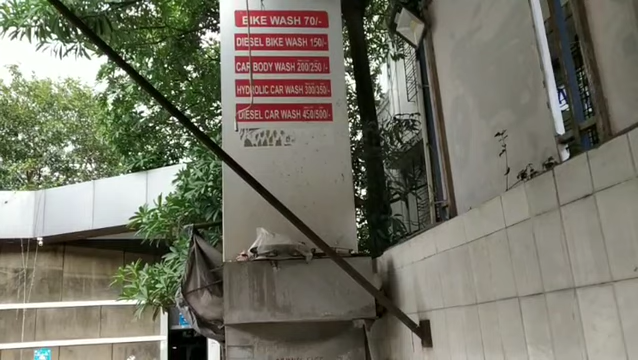 BIKE WASH 70/-
DIESEL BIKE WASH 150/-
CAR BODY WASH 200/250 /-
HYDROLIC CAR WASH 300/350/-
DIESEL CAR WASH 450/500/-